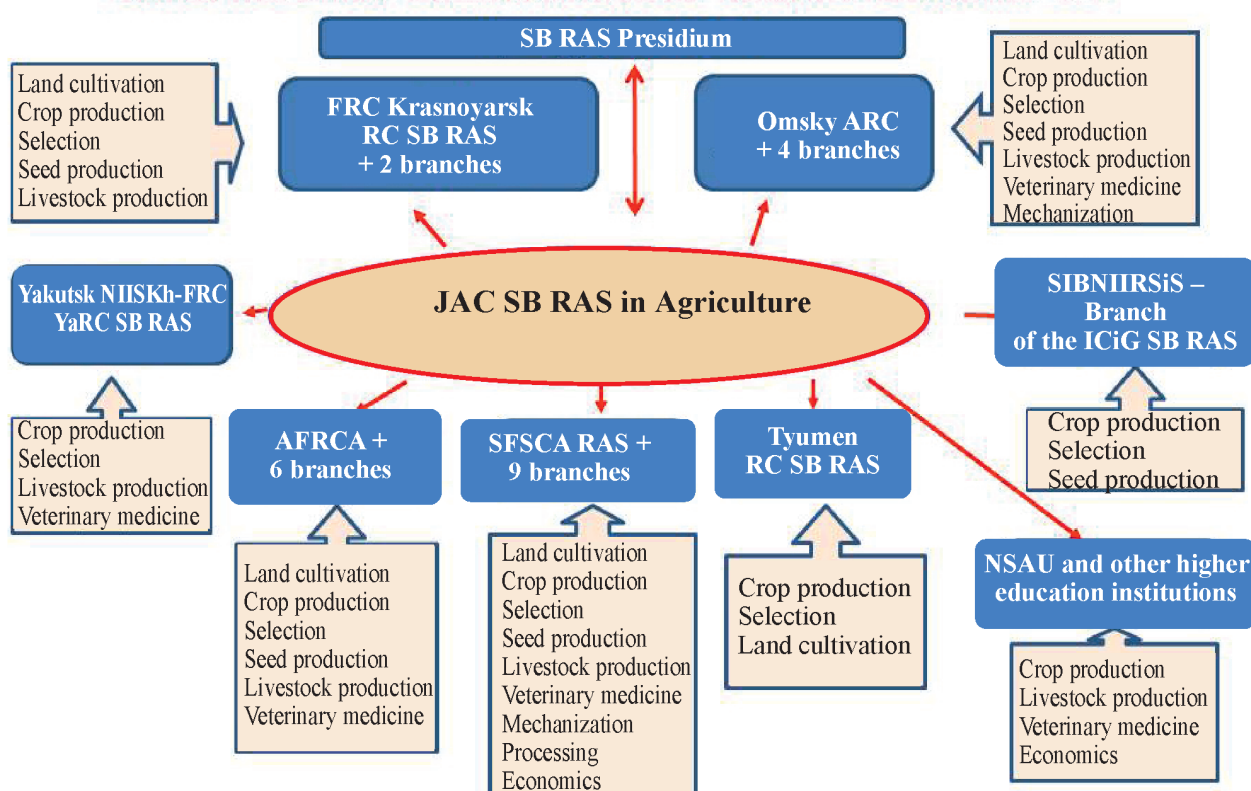 SB RAS Presidium
Land cultivation
Crop production
Selection
Seed production
Livestock production
FRC Krasnoyarsk
RC SB RAS
+ 2 branches
Omsky ARC
+ 4 branches
Land cultivation
Crop production
Selection
Seed production
Livestock production
Veterinary medicine
Mechanization
Yakutsk NIISKh-FRC
YaRC SB RAS
JAC SB RAS in Agriculture
SIBNIIRSiS –
Branch
of the ICiG SB RAS
Crop production
Selection
Livestock production
Veterinary medicine
AFRCA +
6 branches
SFSCA RAS +
9 branches
Tyumen
RC SB RAS
Crop production
Selection
Seed production
Land cultivation
Crop production
Selection
Seed production
Livestock production
Veterinary medicine
Land cultivation
Crop production
Selection
Seed production
Livestock production
Veterinary medicine
Mechanization
Processing
Economics
Crop production
Selection
Land cultivation
NSAU and other higher
education institutions
Crop production
Livestock production
Veterinary medicine
Economics